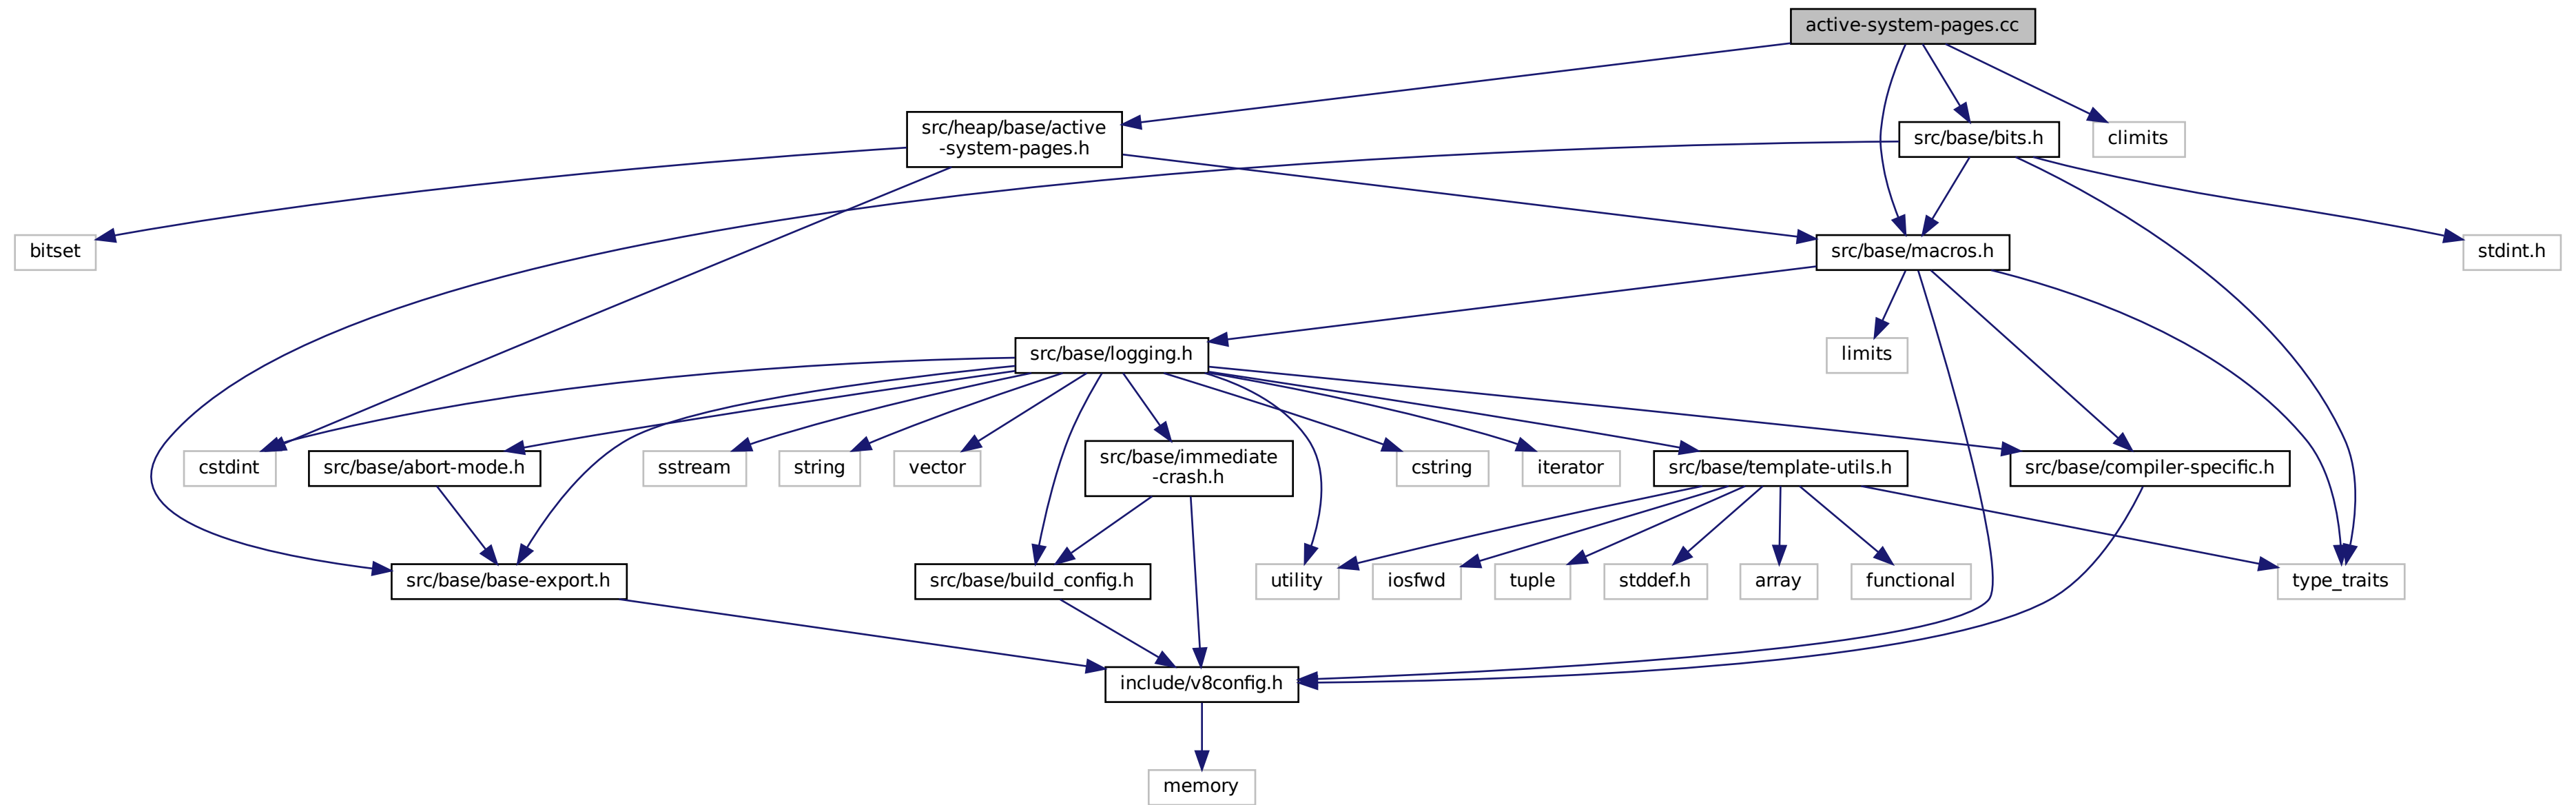 active-system-pages.cc
src/heap/base/active
-system-pages.h
src/base/bits.h
climits
bitset
src/base/macros.h
stdint.h
src/base/logging.h
limits
cstdint
src/base/abort-mode.h
sstream
string
vector
src/base/immediate
-crash.h
cstring
iterator
src/base/template-utils.h
src/base/compiler-specific.h
src/base/base-export.h
src/base/build_config.h
utility
iosfwd
tuple
stddef.h
array
functional
type_traits
include/v8config.h
memory